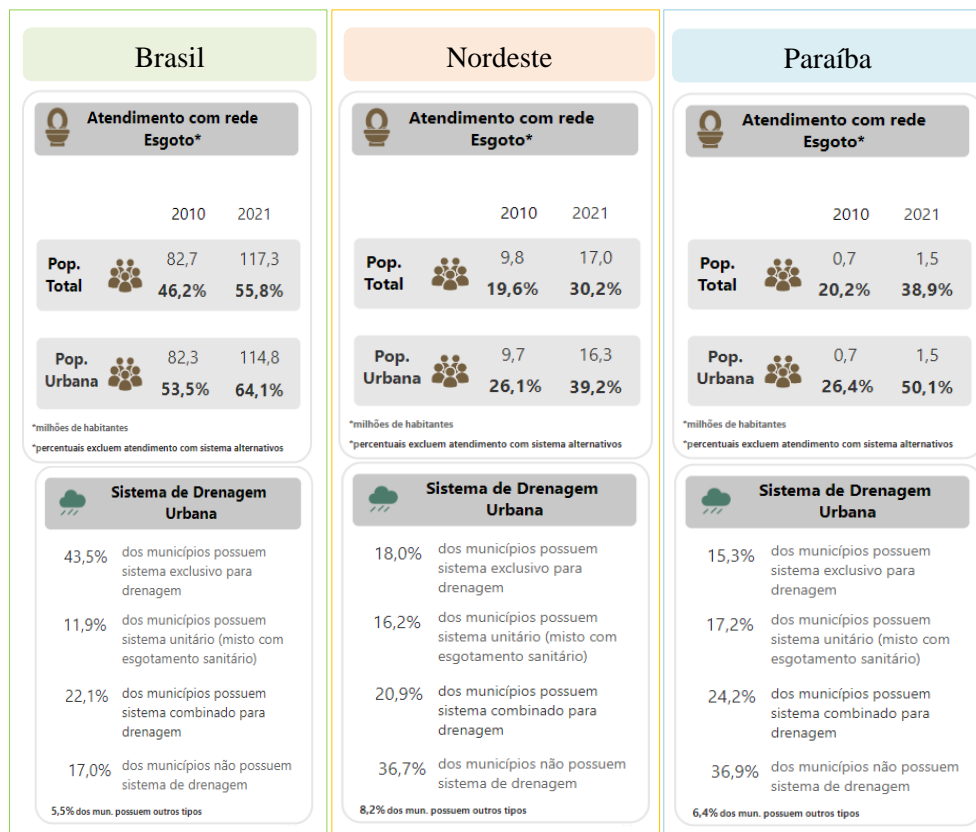 Brasil
Atendimento com rede
Esgoto*
2010 2021
Pop.
Total
82,7 117,3
46,2% 55,8%
Pop.
Urbana
82,3 114,8
53,5% 64,1%
*milhões de habitantes
*percentuais excluem atendimento com sistema alternativos
Sistema de Drenagem
Urbana
43,5% dos municípios possuem
sistema exclusivo para
drenagem
11,9% dos municípios possuem
sistema unitário (misto com
esgotamento sanitário)
22,1% dos municípios possuem
sistema combinado para
drenagem
17,0% dos municípios não possuem
sistema de drenagem
5,5% dos mun. possuem outros tipos
Nordeste
Atendimento com rede
Esgoto*
2010 2021
Pop.
Total
9,8 17,0
19,6% 30,2%
Pop.
Urbana
9,7 16,3
26,1% 39,2%
*milhões de habitantes
*percentuais excluem atendimento com sistema alternativos
Sistema de Drenagem
Urbana
18,0% dos municípios possuem
sistema exclusivo para
drenagem
16,2% dos municípios possuem
sistema unitário (misto com
esgotamento sanitário)
20,9% dos municípios possuem
sistema combinado para
drenagem
36,7% dos municípios não possuem
sistema de drenagem
8,2% dos mun. possuem outros tipos
Paraíba
Atendimento com rede
Esgoto*
2010 2021
Pop.
Total
0,7 1,5
20,2% 38,9%
Pop.
Urbana
0,7 1,5
26,4% 50,1%
*milhões de habitantes
*percentuais excluem atendimento com sistema alternativos
Sistema de Drenagem
Urbana
15,3% dos municípios possuem
sistema exclusivo para
drenagem
17,2% dos municípios possuem
sistema unitário (misto com
esgotamento sanitário)
24,2% dos municípios possuem
sistema combinado para
drenagem
36,9% dos municípios não possuem
sistema de drenagem
6,4% dos mun. possuem outros tipos